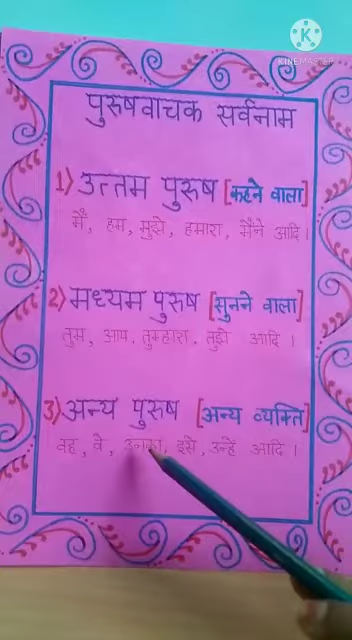 KINEMASTER
पुरुषवाचक सर्वनाम
1) उत्तम पुरुष [कहने वाला]
मैं, हम, मुझे, हमारा, मैंने आदि।
2) मध्यम पुरुष [सुनने वाला]
तुम, आप, तुम्हारा, तुझे आदि।
3) अन्य पुरुष [अन्य व्यक्ति]
वह, वे, इसे, उन्हें आदि।